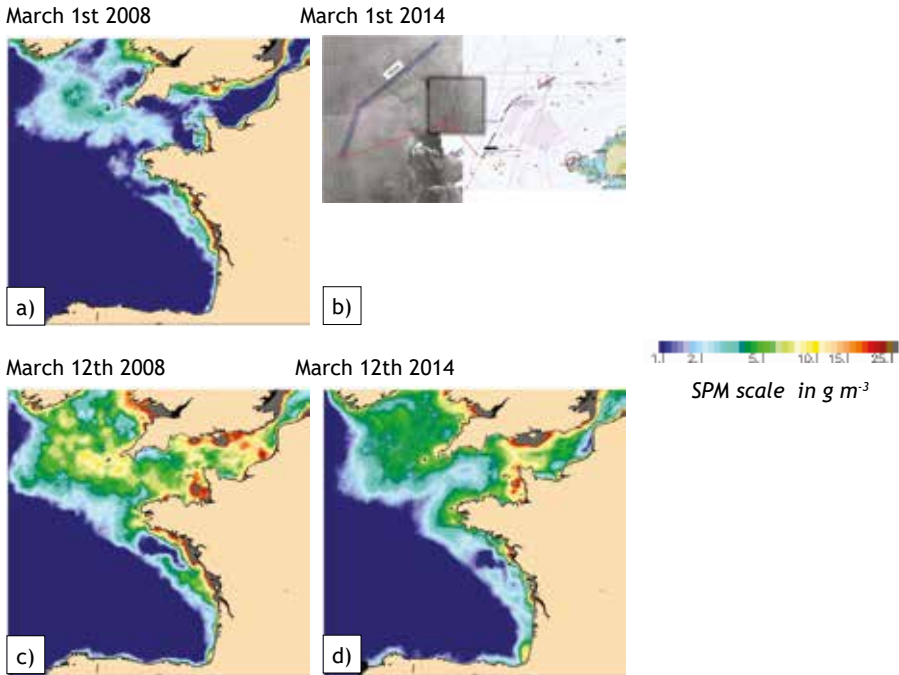 March 1st 2008
March 1st 2014
a)
b)
March 12th 2008
March 12th 2014
1.1 2.1 5.1 10.1 15.1 25.1
SPM scale in g m⁻³
c)
d)